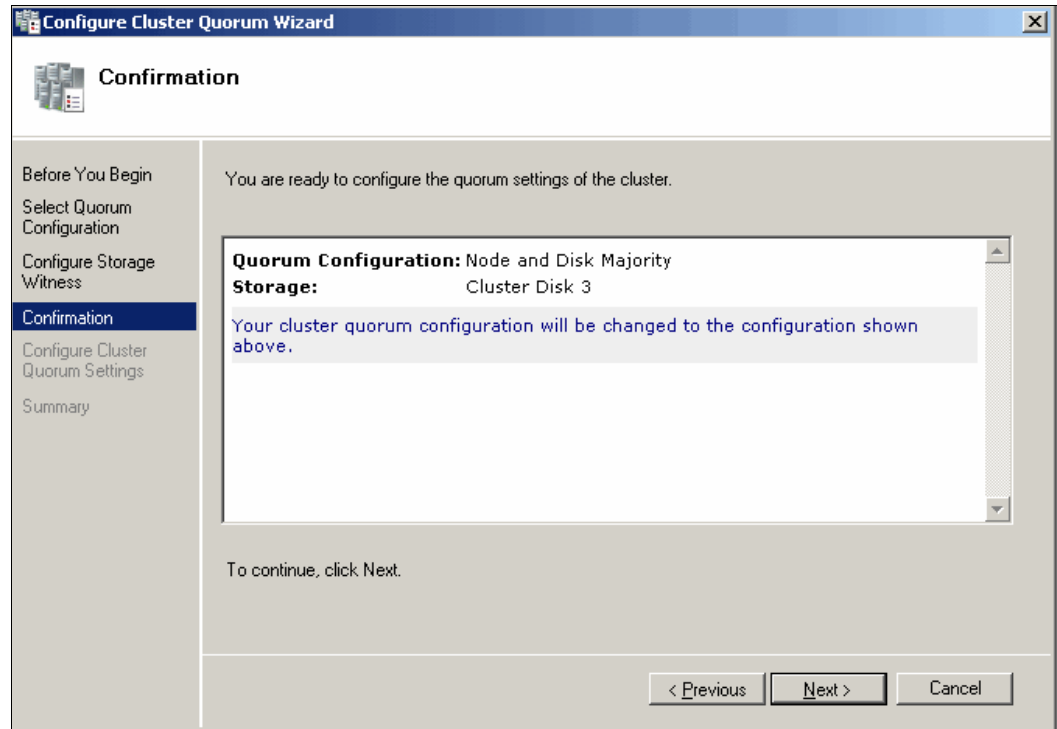 Configure Cluster Quorum Wizard
Confirmation
Before You Begin
Select Quorum
Configuration
Configure Storage
Witness
Confirmation
Configure Cluster
Quorum Settings
Summary
You are ready to configure the quorum settings of the cluster.
Quorum Configuration: Node and Disk Majority
Storage: Cluster Disk 3
Your cluster quorum configuration will be changed to the configuration shown
above.
To continue, click Next.
< Previous
Next >
Cancel